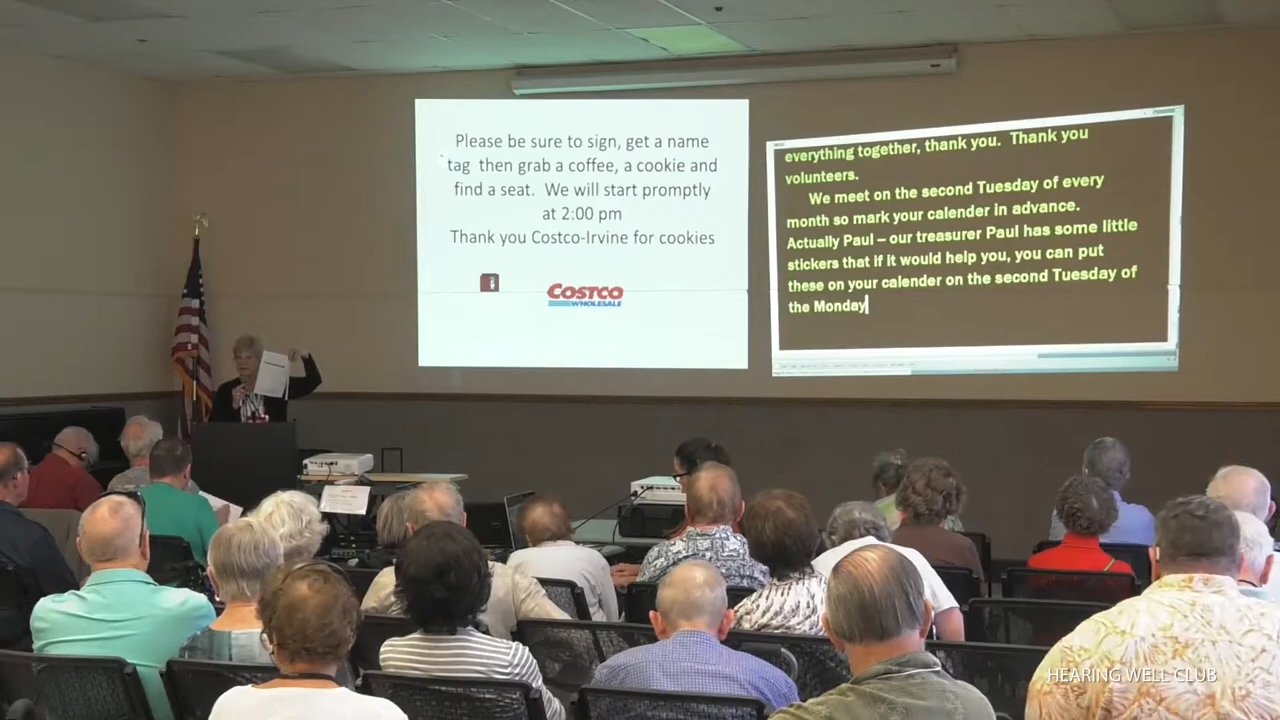 Please be sure to sign, get a name
tag then grab a coffee, a cookie and
find a seat. We will start promptly
at 2:00 pm
Thank you Costco-Irvine for cookies
COSTCO
WHOLESALE
everything together, thank you. Thank you
volunteers.
We meet on the second Tuesday of every
month so mark your calender in advance.
Actually Paul – our treasurer Paul has some little
stickers that if it would help you, you can put
these on your calender on the second Tuesday of
the Monday
HEARING WELL CLUB